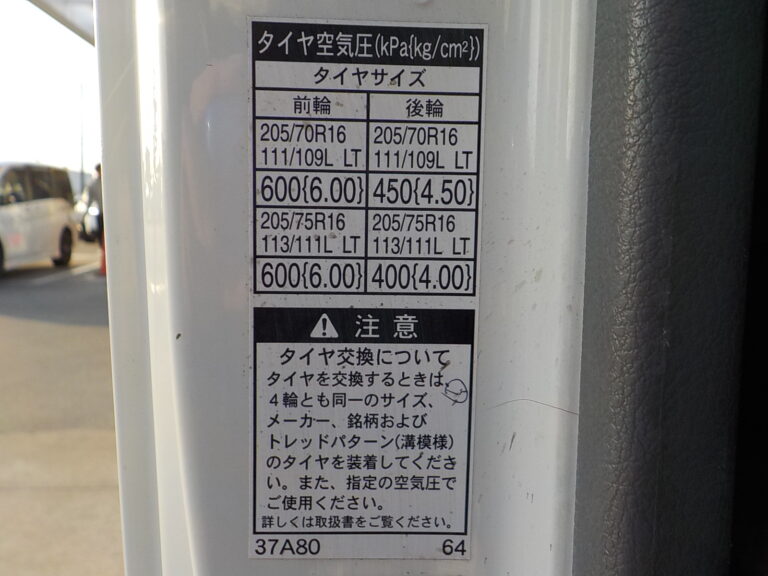 タイヤ空気圧(kPa{kg/cm²})
タイヤサイズ
前輪 後輪
205/70R16 205/70R16
111/109L LT 111/109L LT
600{6.00} 450{4.50}
205/75R16 205/75R16
113/111L LT 113/111L LT
600{6.00} 400{4.00}
注意
タイヤ交換について
タイヤを交換するときは、
4輪とも同一のサイズ、
メーカー、銘柄および
トレッドパターン(溝模様)
のタイヤを装着してくださ
い。また、指定の空気圧で
ご使用ください。
詳しくは取扱書をご覧ください。
37A80 64